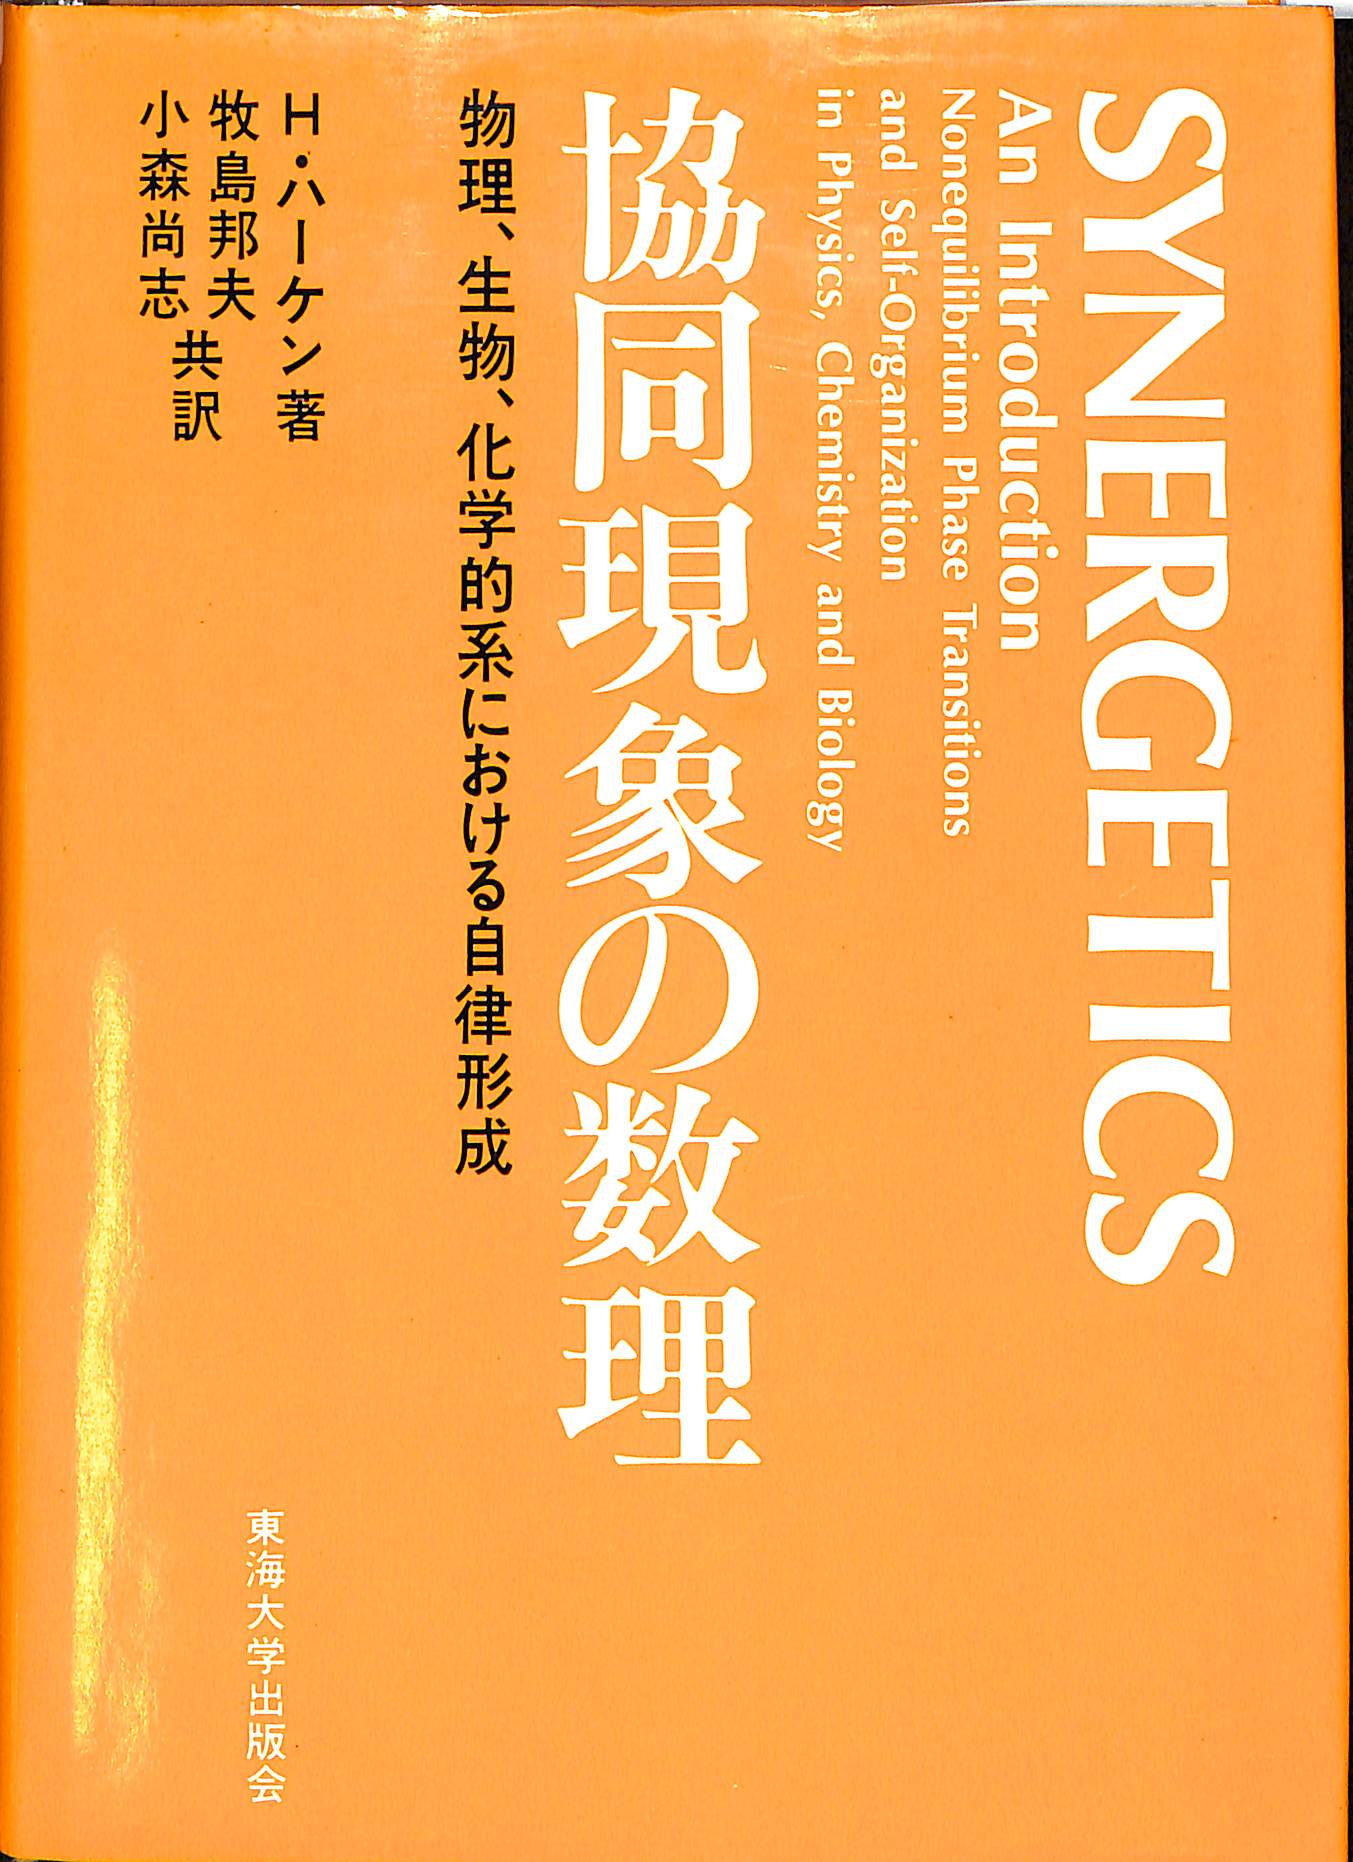 SYNERGETICS
An Introduction
Nonequilibrium Phase Transitions
and Self-Organization
in Physics, Chemistry and Biology
協同現象の数理
物理、生物、化学的系における自律形成
H・ハーケン著
牧島邦夫
小森尚志
共訳
東海大学出版会